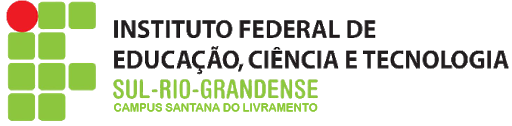 INSTITUTO FEDERAL DE
EDUCAÇÃO, CIÊNCIA E TECNOLOGIA
SUL-RIO-GRANDENSE
CAMPUS SANTANA DO LIVRAMENTO